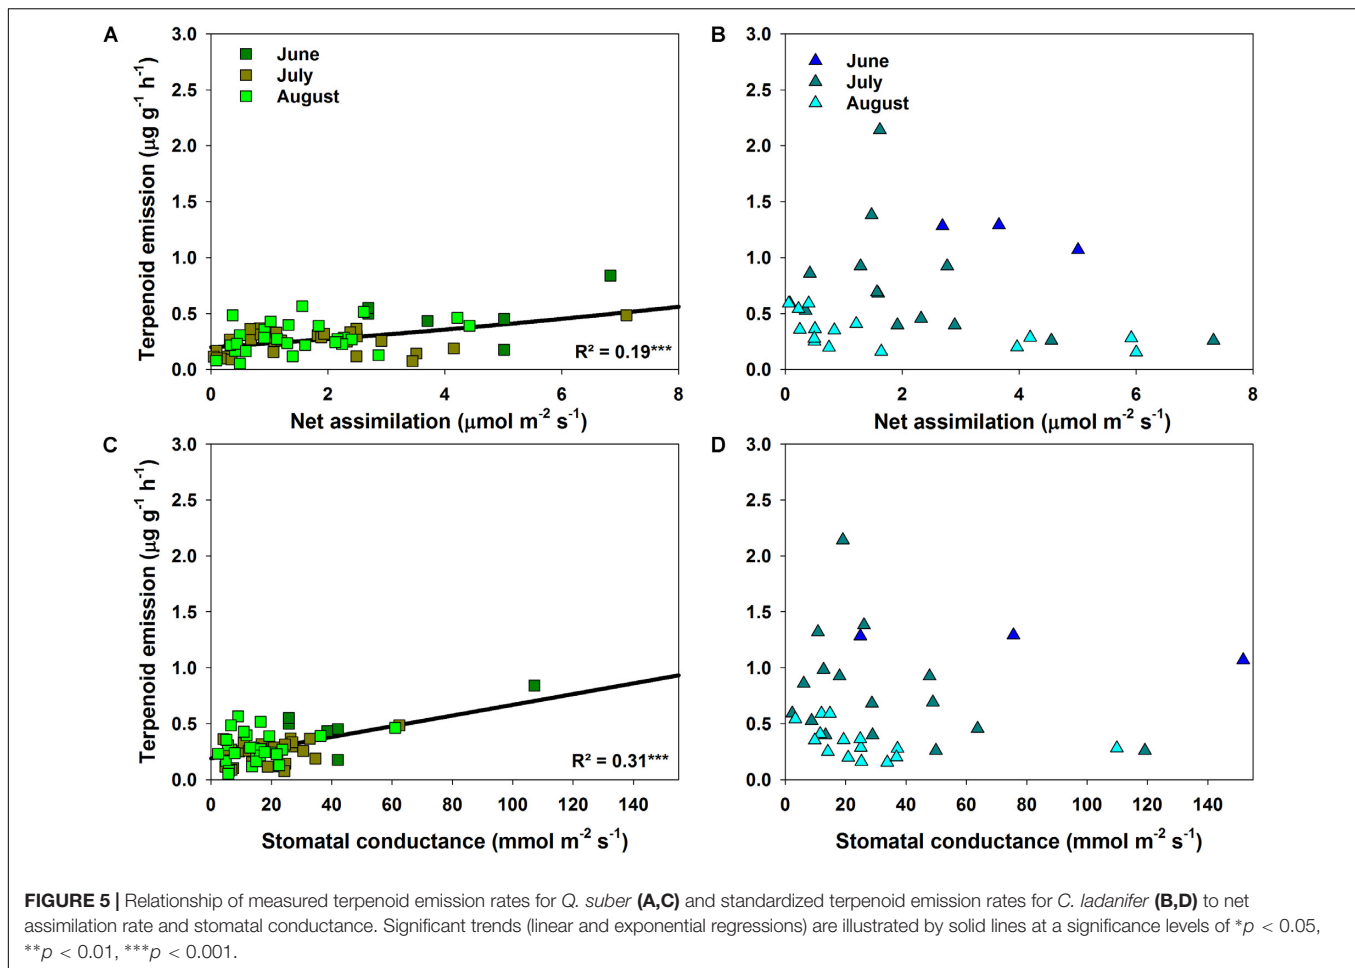 A
3.0
2.5
2.0
1.5
1.0
0.5
0.0
Terpenoid emission (μg g⁻¹ h⁻¹)
June
July
August
R² = 0.19***
0 2 4 6 8
Net assimilation (μmol m⁻² s⁻¹)
B
3.0
2.5
2.0
1.5
1.0
0.5
0.0
June
July
August
0 2 4 6 8
Net assimilation (μmol m⁻² s⁻¹)
C
3.0
2.5
2.0
1.5
1.0
0.5
0.0
Terpenoid emission (μg g⁻¹ h⁻¹)
R² = 0.31***
0 20 40 60 80 100 120 140
Stomatal conductance (mmol m⁻² s⁻¹)
D
3.0
2.5
2.0
1.5
1.0
0.5
0.0
0 20 40 60 80 100 120 140
Stomatal conductance (mmol m⁻² s⁻¹)
FIGURE 5 | Relationship of measured terpenoid emission rates for Q. suber (A,C) and standardized terpenoid emission rates for C. ladanifer (B,D) to net
assimilation rate and stomatal conductance. Significant trends (linear and exponential regressions) are illustrated by solid lines at a significance levels of *p < 0.05,
**p < 0.01, ***p < 0.001.